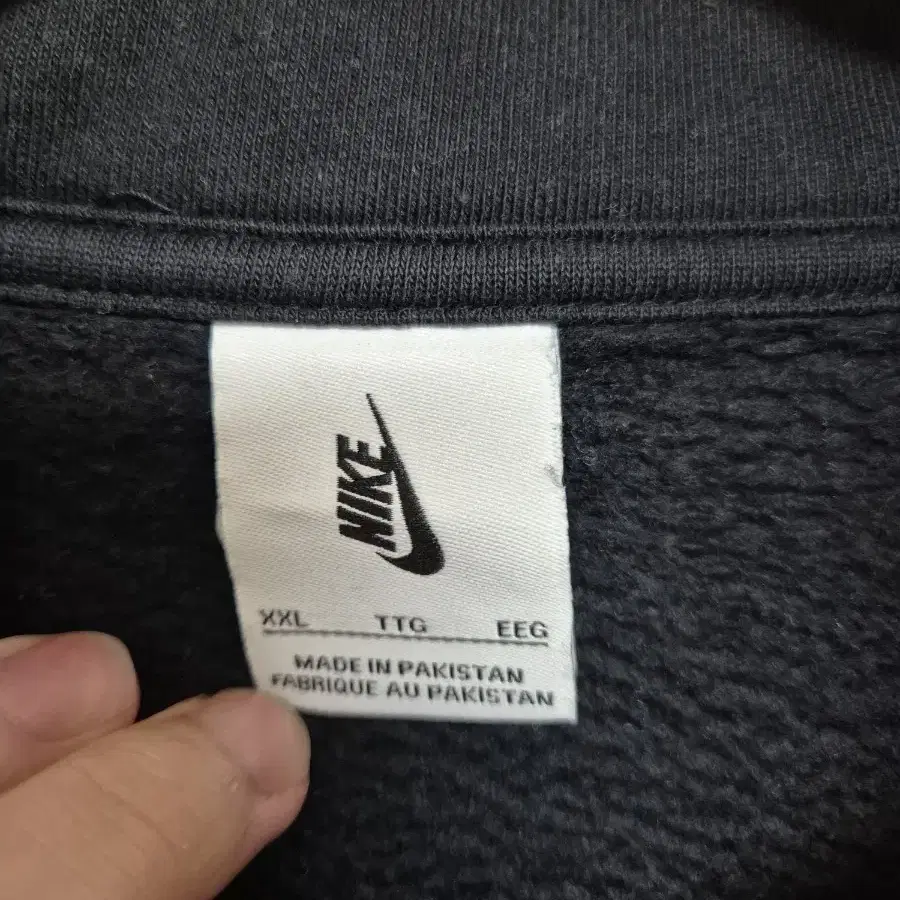 NIKE
XXL TTG EEG
MADE IN PAKISTAN
FABRIQUE AU PAKISTAN